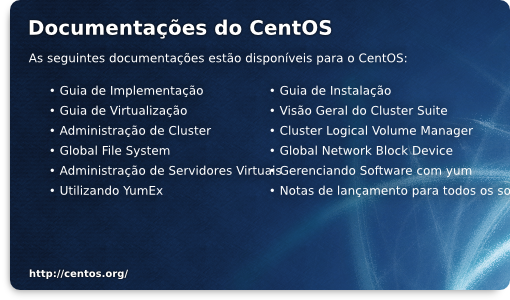 Documentações do CentOS
As seguintes documentações estão disponíveis para o CentOS:
• Guia de Implementação
• Guia de Virtualização
• Administração de Cluster
• Global File System
• Administração de Servidores Virtuais
• Utilizando YumEx
• Guia de Instalação
• Visão Geral do Cluster Suite
• Cluster Logical Volume Manager
• Global Network Block Device
• Gerenciando Software com yum
• Notas de lançamento para todos os so
http://centos.org/